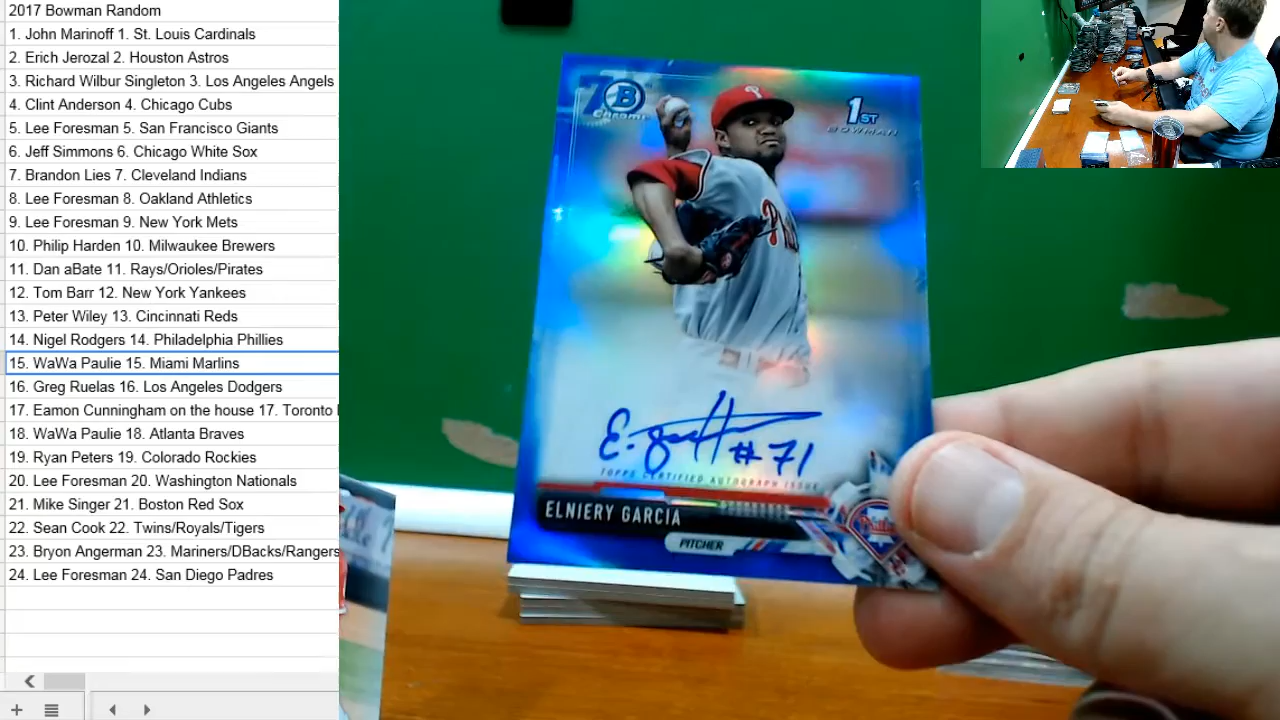 2017 Bowman Random
1. John Marinoff 1. St. Louis Cardinals
2. Erich Jerozal 2. Houston Astros
3. Richard Wilbur Singleton 3. Los Angeles Angels
4. Clint Anderson 4. Chicago Cubs
5. Lee Foresman 5. San Francisco Giants
6. Jeff Simmons 6. Chicago White Sox
7. Brandon Lies 7. Cleveland Indians
8. Lee Foresman 8. Oakland Athletics
9. Lee Foresman 9. New York Mets
10. Philip Harden 10. Milwaukee Brewers
11. Dan aBate 11. Rays/Orioles/Pirates
12. Tom Barr 12. New York Yankees
13. Peter Wiley 13. Cincinnati Reds
14. Nigel Rodgers 14. Philadelphia Phillies
15. WaWa Paulie 15. Miami Marlins
16. Greg Ruelas 16. Los Angeles Dodgers
17. Eamon Cunningham on the house 17. Toronto
18. WaWa Paulie 18. Atlanta Braves
19. Ryan Peters 19. Colorado Rockies
20. Lee Foresman 20. Washington Nationals
21. Mike Singer 21. Boston Red Sox
22. Sean Cook 22. Twins/Royals/Tigers
23. Bryon Angerman 23. Mariners/DBacks/Rangers
24. Lee Foresman 24. San Diego Padres
70 B
Chrome
1ST
BOWMAN
P
E. #71
TOPPS CERTIFIED AUTOGRAPH ISSUE
ELNIERY GARCIA
PITCHER
Phillies